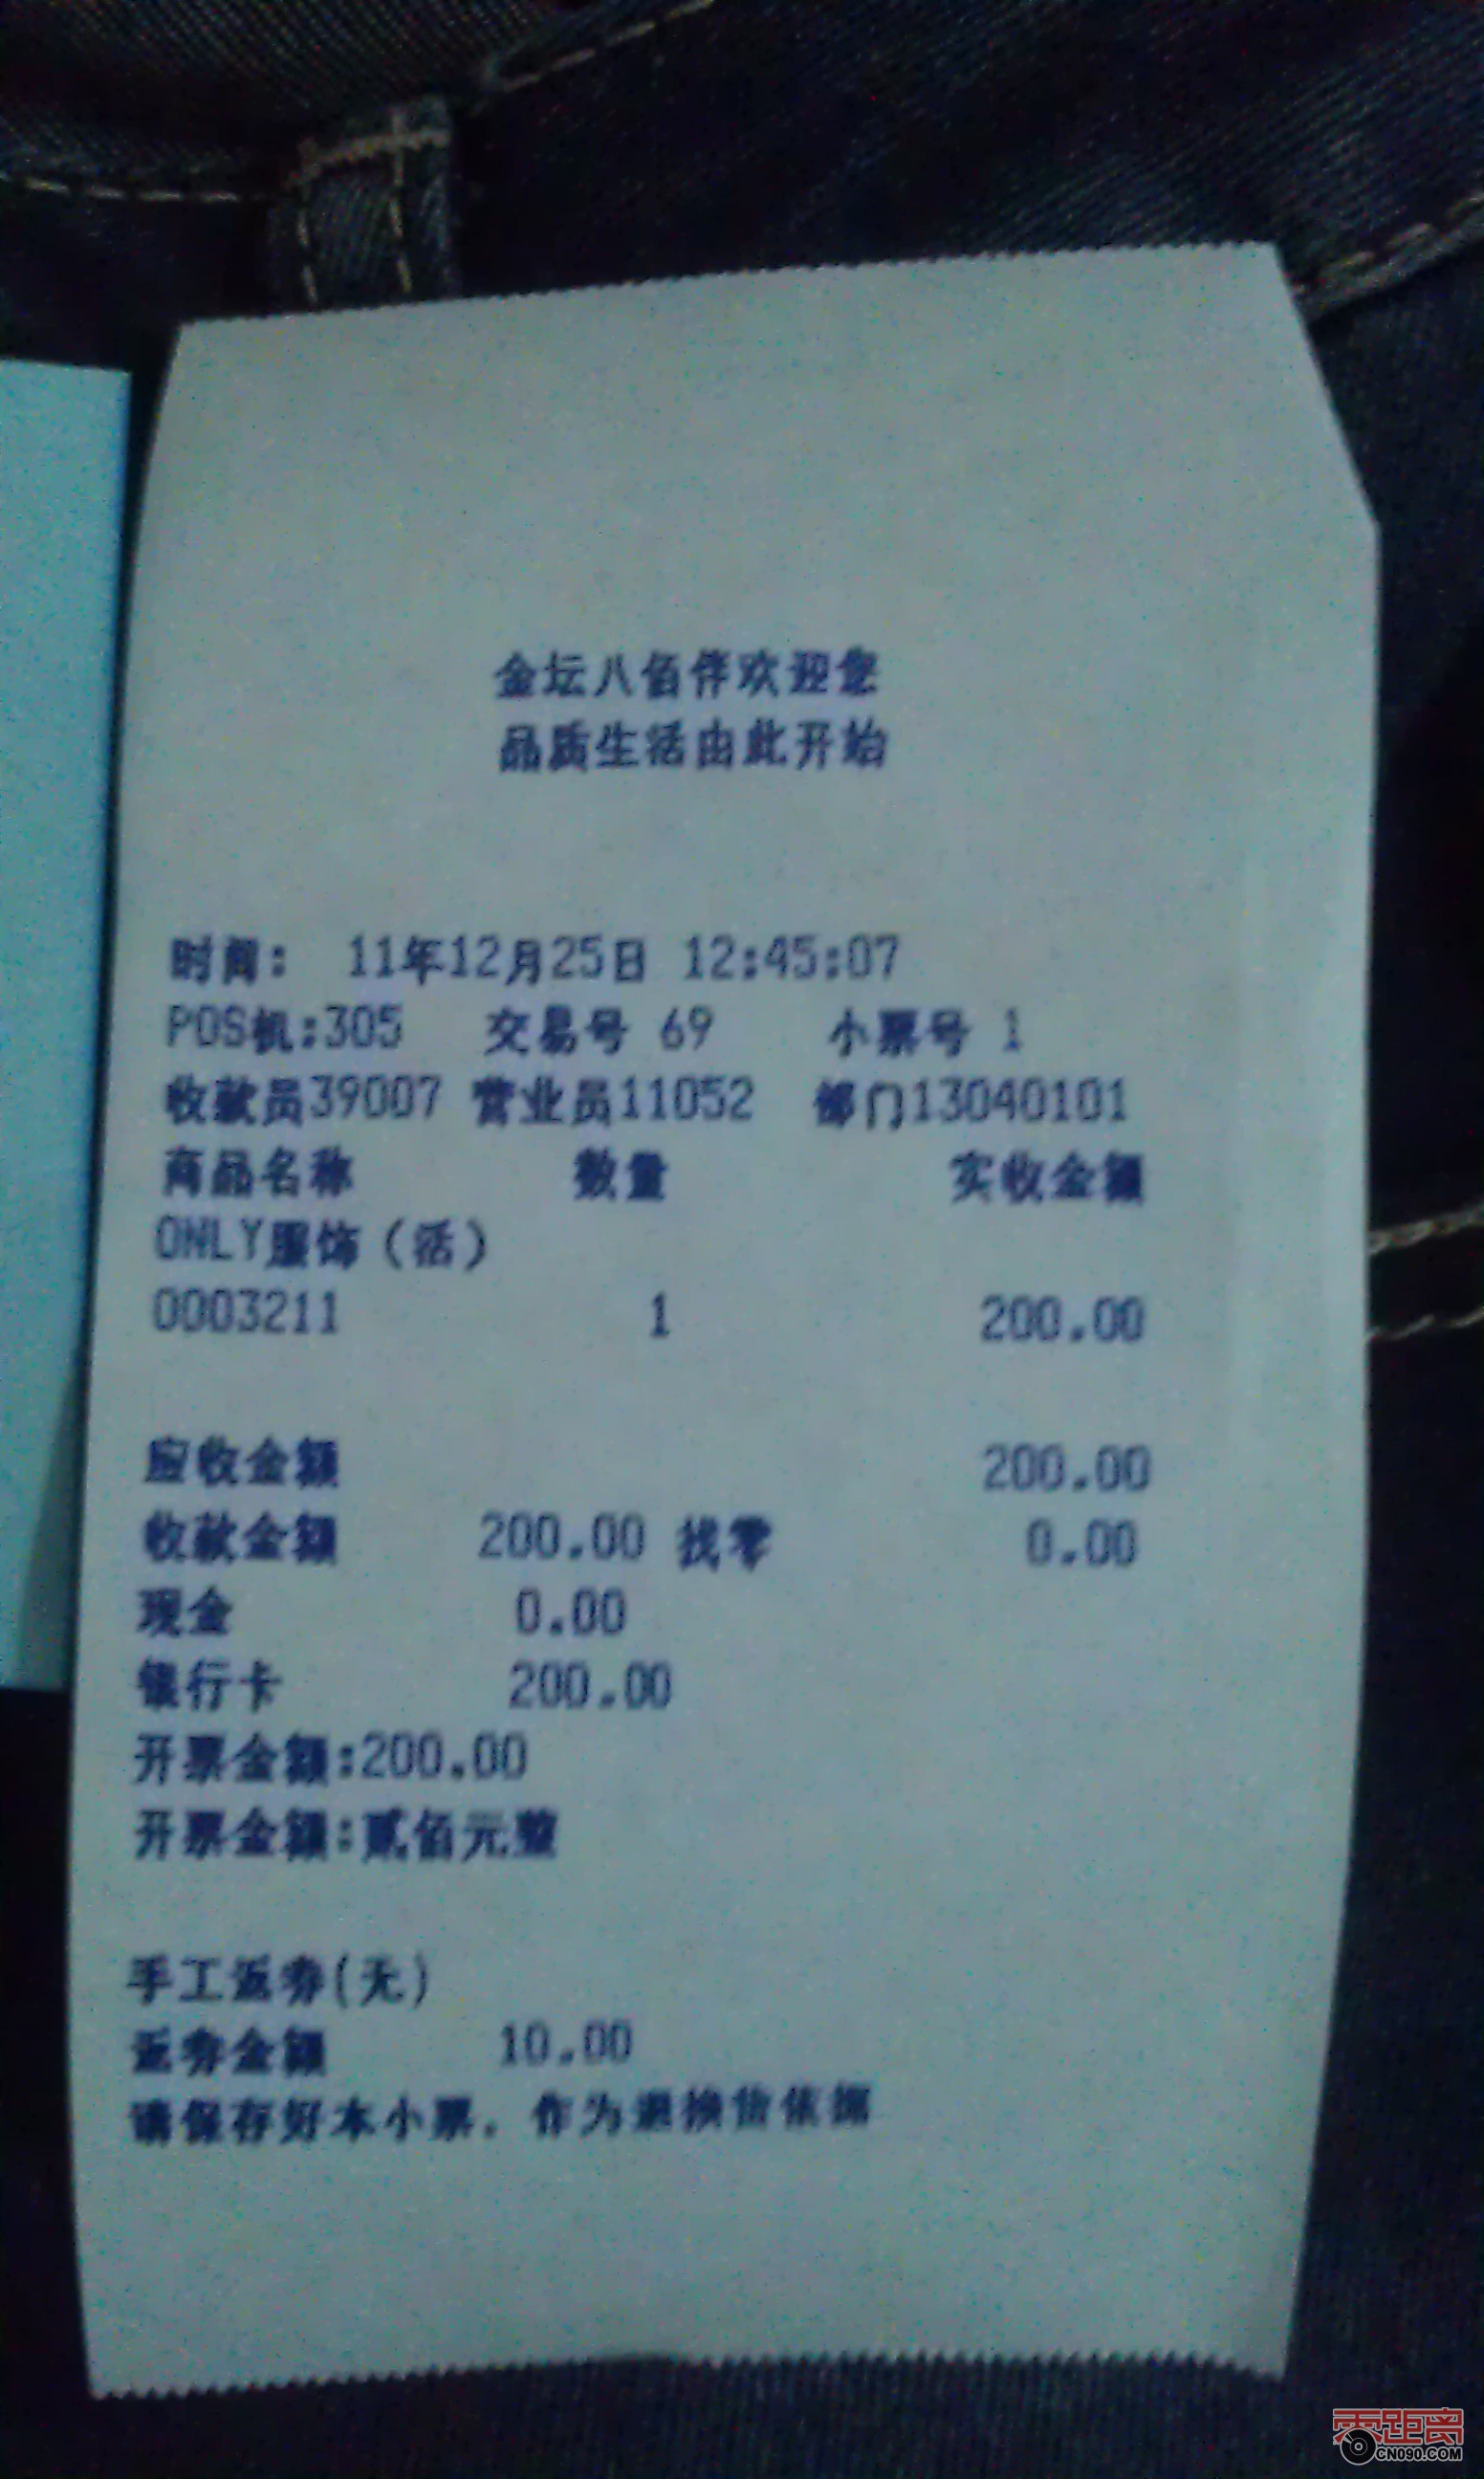 金坛八佰伴欢迎您
品质生活由此开始
时间: 11年12月25日 12:45:07
POS机:305 交易号 69 小票号 1
收款员39007 营业员11052 部门13040101
商品名称 数量 实收金额
ONLY服饰(活)
0003211 1 200.00
应收金额 200.00
收款金额 200.00 找零 0.00
现金 0.00
银行卡 200.00
开票金额:200.00
开票金额:贰佰元整
手工返券(无)
返券金额 10.00
请保存好本小票,作为退换货依据
零距离
CN090.COM